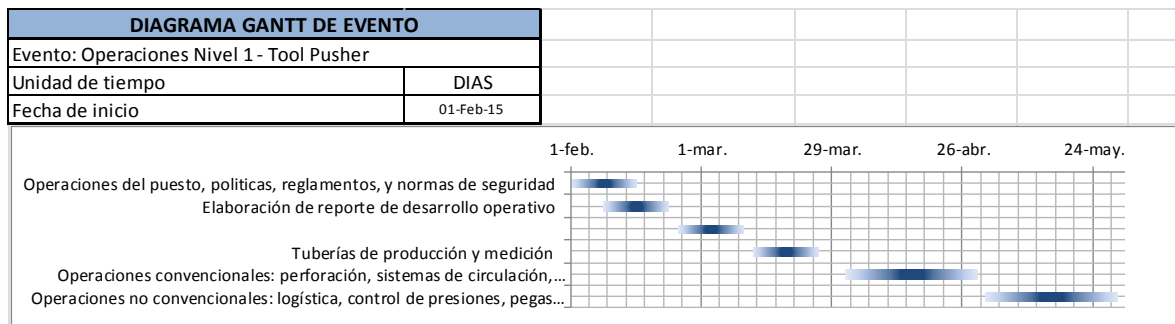 DIAGRAMA GANTT DE EVENTO
Evento: Operaciones Nivel 1 - Tool Pusher
Unidad de tiempo DIAS
Fecha de inicio 01-Feb-15
1-feb. 1-mar. 29-mar. 26-abr. 24-may.
Operaciones del puesto, politicas, reglamentos, y normas de seguridad
Elaboración de reporte de desarrollo operativo
Tuberías de producción y medición
Operaciones convencionales: perforación, sistemas de circulación,...
Operaciones no convencionales: logística, control de presiones, pegas...